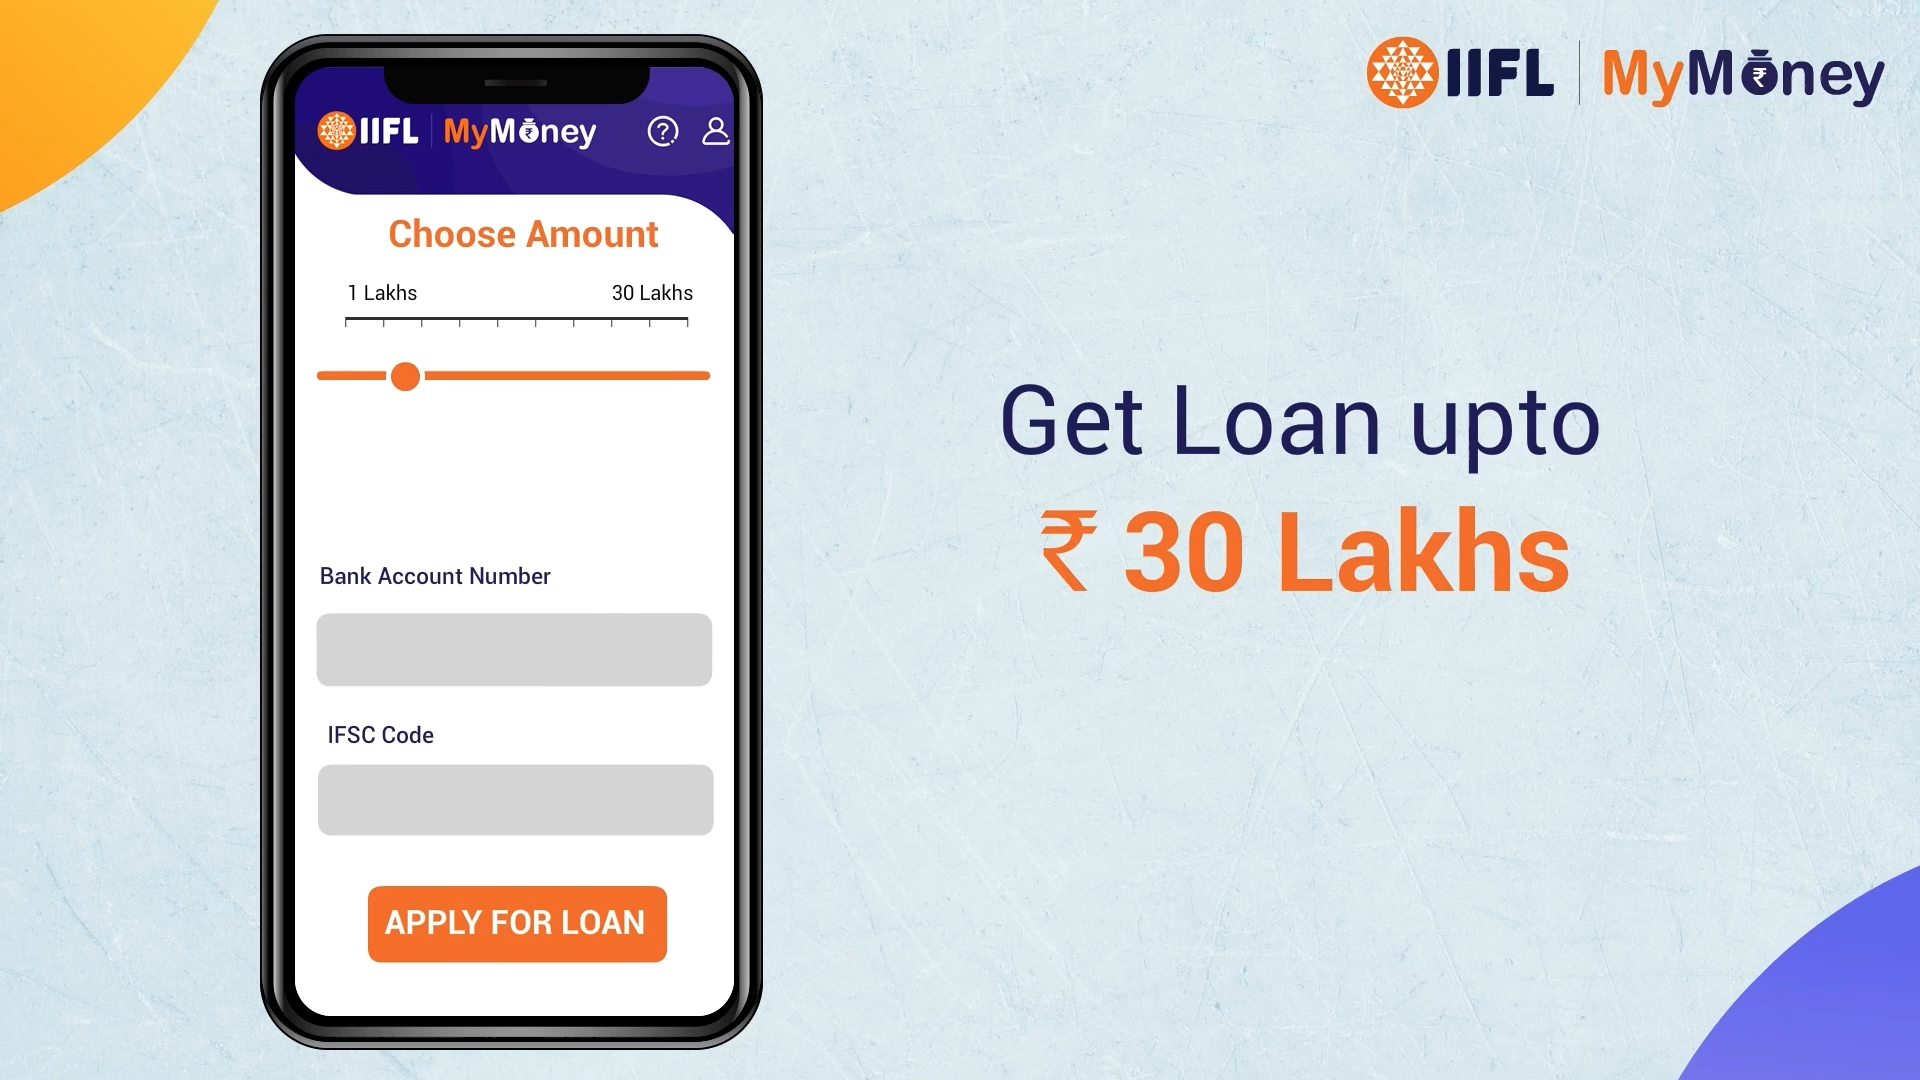 IIFL MyMoney
IIFL MyMoney
Choose Amount
1 Lakhs 30 Lakhs
Bank Account Number
IFSC Code
APPLY FOR LOAN
Get Loan upto
₹ 30 Lakhs